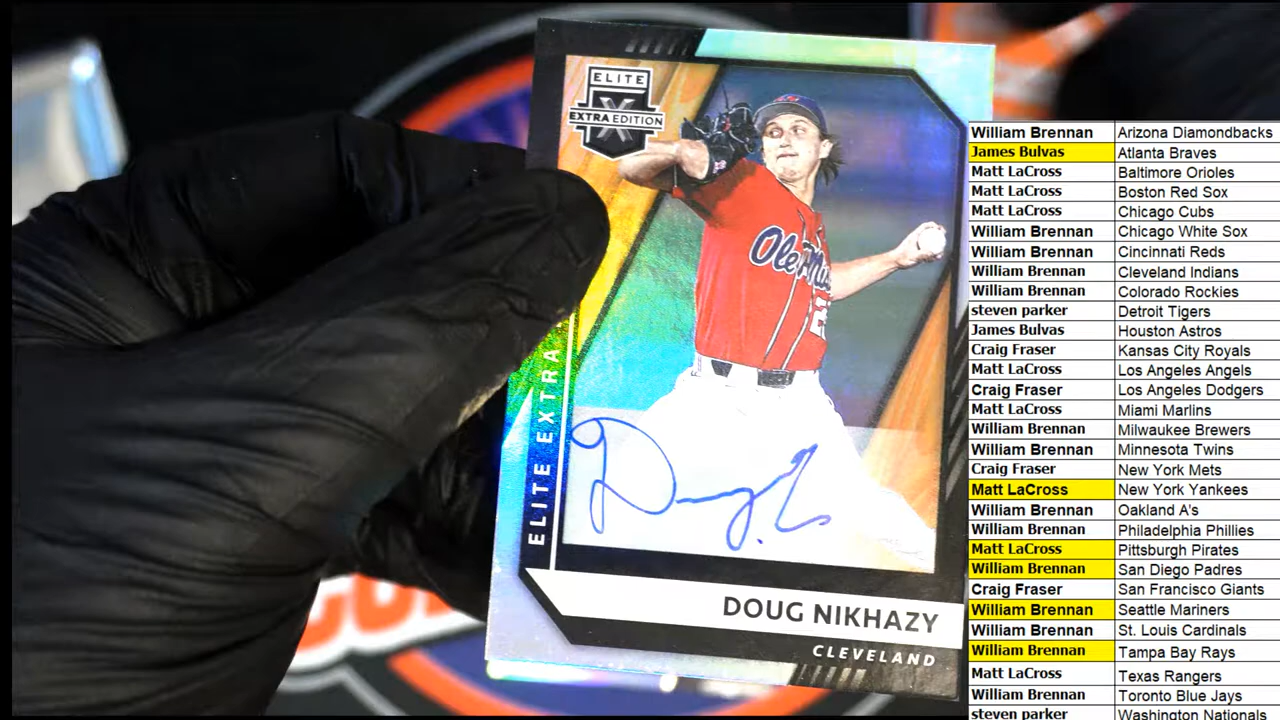 ELITE
X
EXTRA EDITION
Ole Miss
ELITE EXTRA
DOUG NIKHAZY
CLEVELAND
William Brennan Arizona Diamondbacks
James Bulvas Atlanta Braves
Matt LaCross Baltimore Orioles
Matt LaCross Boston Red Sox
Matt LaCross Chicago Cubs
William Brennan Chicago White Sox
William Brennan Cincinnati Reds
William Brennan Cleveland Indians
William Brennan Colorado Rockies
steven parker Detroit Tigers
James Bulvas Houston Astros
Craig Fraser Kansas City Royals
Matt LaCross Los Angeles Angels
Craig Fraser Los Angeles Dodgers
Matt LaCross Miami Marlins
William Brennan Milwaukee Brewers
William Brennan Minnesota Twins
Craig Fraser New York Mets
Matt LaCross New York Yankees
William Brennan Oakland A's
William Brennan Philadelphia Phillies
Matt LaCross Pittsburgh Pirates
William Brennan San Diego Padres
Craig Fraser San Francisco Giants
William Brennan Seattle Mariners
William Brennan St. Louis Cardinals
William Brennan Tampa Bay Rays
Matt LaCross Texas Rangers
William Brennan Toronto Blue Jays
steven parker Washington Nationals